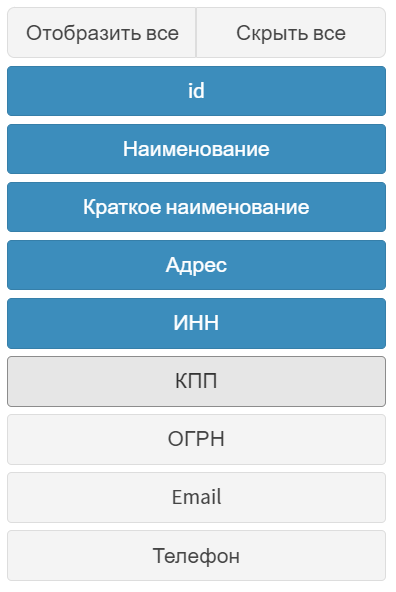 Отобразить все Скрыть все
id
Наименование
Краткое наименование
Адрес
ИНН
КПП
ОГРН
Email
Телефон